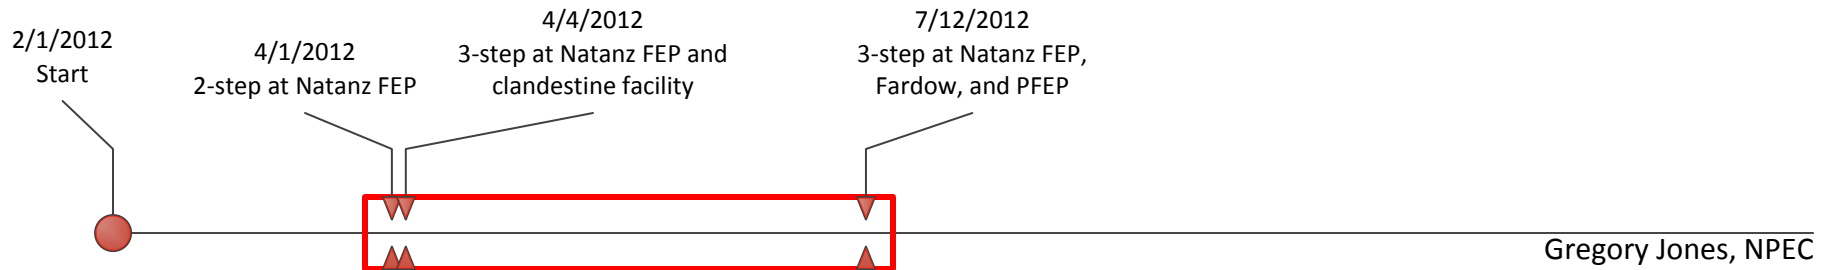 2/1/2012
Start
4/1/2012
2-step at Natanz FEP
4/4/2012
3-step at Natanz FEP and
clandestine facility
7/12/2012
3-step at Natanz FEP,
Fardow, and PFEP
Gregory Jones, NPEC